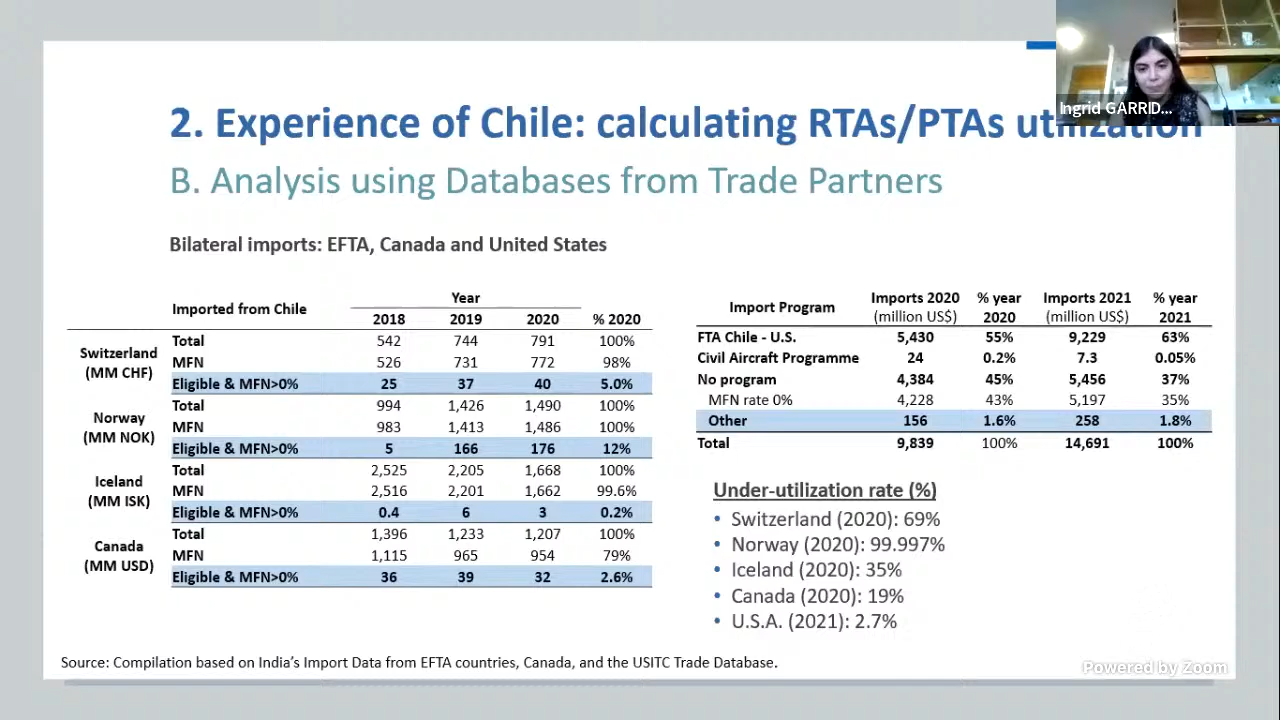 Ingrid GARRID...
2. Experience of Chile: calculating RTAs/PTAs utilization
B. Analysis using Databases from Trade Partners
Bilateral imports: EFTA, Canada and United States
Imported from Chile Year
2018 2019 2020 % 2020
Switzerland (MM CHF)
Total 542 744 791 100%
MFN 526 731 772 98%
Eligible & MFN>0% 25 37 40 5.0%
Norway (MM NOK)
Total 994 1,426 1,490 100%
MFN 983 1,413 1,486 100%
Eligible & MFN>0% 5 166 176 12%
Iceland (MM ISK)
Total 2,525 2,205 1,668 100%
MFN 2,516 2,201 1,662 99.6%
Eligible & MFN>0% 0.4 6 3 0.2%
Canada (MM USD)
Total 1,396 1,233 1,207 100%
MFN 1,115 965 954 79%
Eligible & MFN>0% 36 39 32 2.6%
Import Program Imports 2020 (million US$) % year 2020 Imports 2021 (million US$) % year 2021
FTA Chile - U.S. 5,430 55% 9,229 63%
Civil Aircraft Programme 24 0.2% 7.3 0.05%
No program 4,384 45% 5,456 37%
MFN rate 0% 4,228 43% 5,197 35%
Other 156 1.6% 258 1.8%
Total 9,839 100% 14,691 100%
Under-utilization rate (%)
• Switzerland (2020): 69%
• Norway (2020): 99.997%
• Iceland (2020): 35%
• Canada (2020): 19%
• U.S.A. (2021): 2.7%
Source: Compilation based on India's Import Data from EFTA countries, Canada, and the USITC Trade Database.
Powered by Zoom